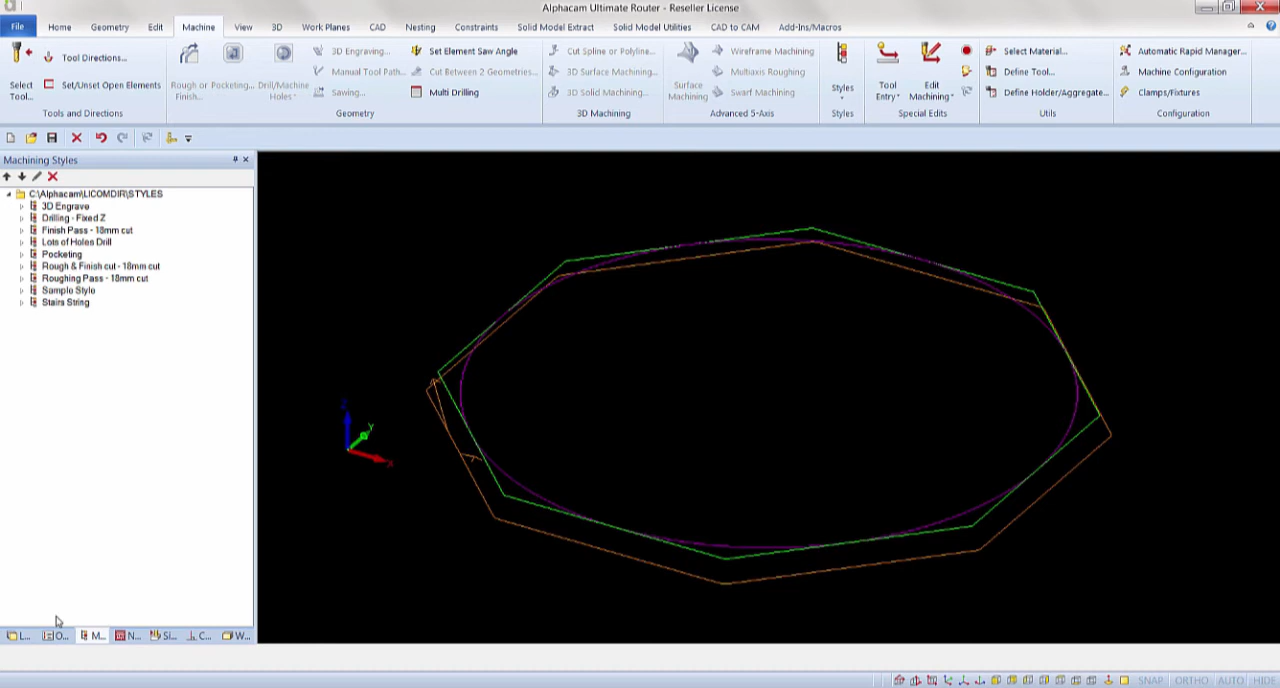 Alphacam Ultimate Router - Reseller License
File Home Geometry Edit Machine View 3D Work Planes CAD Nesting Constraints Solid Model Extract Solid Model Utilities CAD to CAM Add-Ins/Macros
Select Tool...
Tool Directions...
Set/Unset Open Elements
Tools and Directions
Rough or Finish...
Pocketing...
Drill/Machine Holes
3D Engraving...
Manual Tool Path...
Sawing...
Set Element Saw Angle
Cut Between 2 Geometries...
Multi Drilling
Geometry
Cut Spline or Polyline...
3D Surface Machining...
3D Solid Machining...
3D Machining
Surface Machining
Wireframe Machining
Multiaxis Roughing
Swarf Machining
Advanced 5-Axis
Styles
Styles
Tool Entry
Edit Machining
Special Edits
Select Material...
Define Tool...
Define Holder/Aggregate...
Utils
Automatic Rapid Manager...
Machine Configuration
Clamps/Fixtures
Configuration
Machining Styles
C:\Alphacam\LICOMDIR\STYLES
3D Engrave
Drilling - Fixed Z
Finish Pass - 18mm cut
Lots of Holes Drill
Pocketing
Rough & Finish cut - 18mm cut
Roughing Pass - 18mm cut
Sample Style
Stairs String
Z
Y
X
L... O... M... N... Si... C... W...
SNAP ORTHO AUTO HIDE